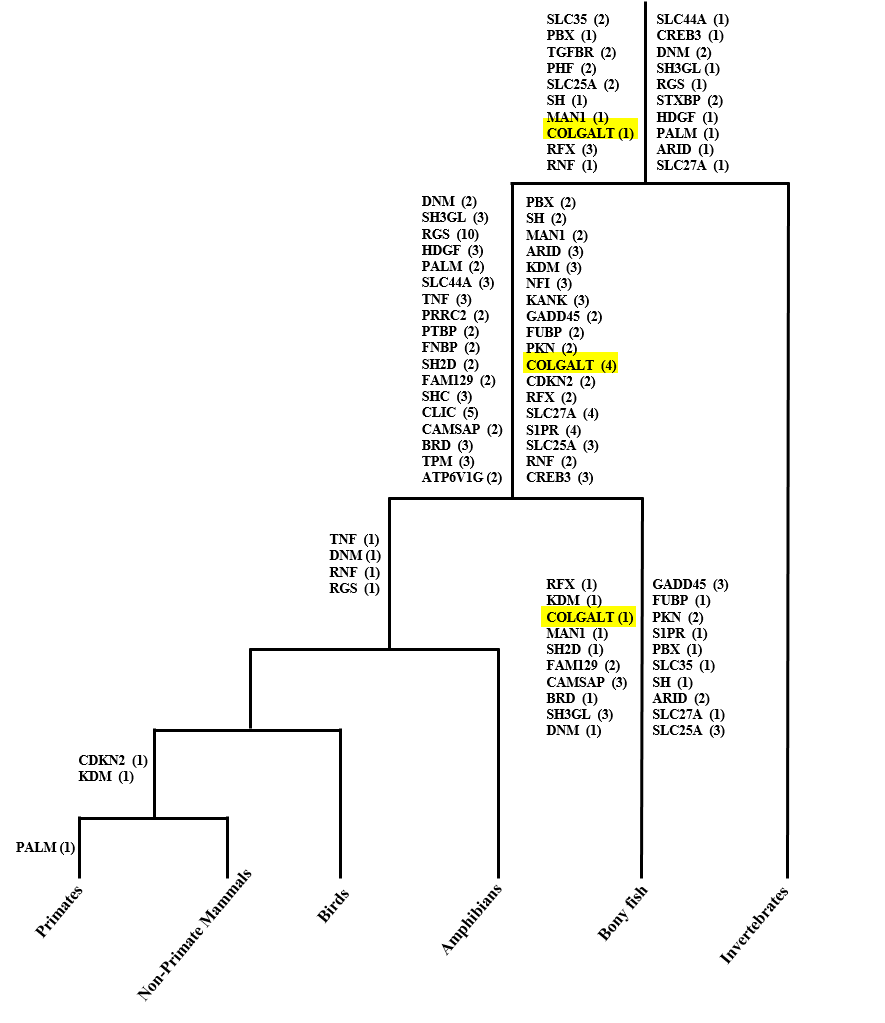 SLC35 (2)
PBX (1)
TGFBR (2)
PHF (2)
SLC25A (2)
SH (1)
MAN1 (1)
COLGALT (1)
RFX (3)
RNF (1)
SLC44A (1)
CREB3 (1)
DNM (2)
SH3GL (1)
RGS (1)
STXBP (2)
HDGF (1)
PALM (1)
ARID (1)
SLC27A (1)
DNM (2)
SH3GL (3)
RGS (10)
HDGF (3)
PALM (2)
SLC44A (3)
TNF (3)
PRRC2 (2)
PTBP (2)
FNBP (2)
SH2D (2)
FAM129 (2)
SHC (3)
CLIC (5)
CAMSAP (2)
BRD (3)
TPM (3)
ATP6V1G (2)
PBX (2)
SH (2)
MAN1 (2)
ARID (3)
KDM (3)
NFI (3)
KANK (3)
GADD45 (2)
FUBP (2)
PKN (2)
COLGALT (4)
CDKN2 (2)
RFX (2)
SLC27A (4)
S1PR (4)
SLC25A (3)
RNF (2)
CREB3 (3)
TNF (1)
DNM (1)
RNF (1)
RGS (1)
RFX (1)
KDM (1)
COLGALT (1)
MAN1 (1)
SH2D (1)
FAM129 (2)
CAMSAP (3)
BRD (1)
SH3GL (3)
DNM (1)
GADD45 (3)
FUBP (1)
PKN (2)
S1PR (1)
PBX (1)
SLC35 (1)
SH (1)
ARID (2)
SLC27A (1)
SLC25A (3)
CDKN2 (1)
KDM (1)
PALM (1)
Primates
Non-Primate Mammals
Birds
Amphibians
Bony fish
Invertebrates